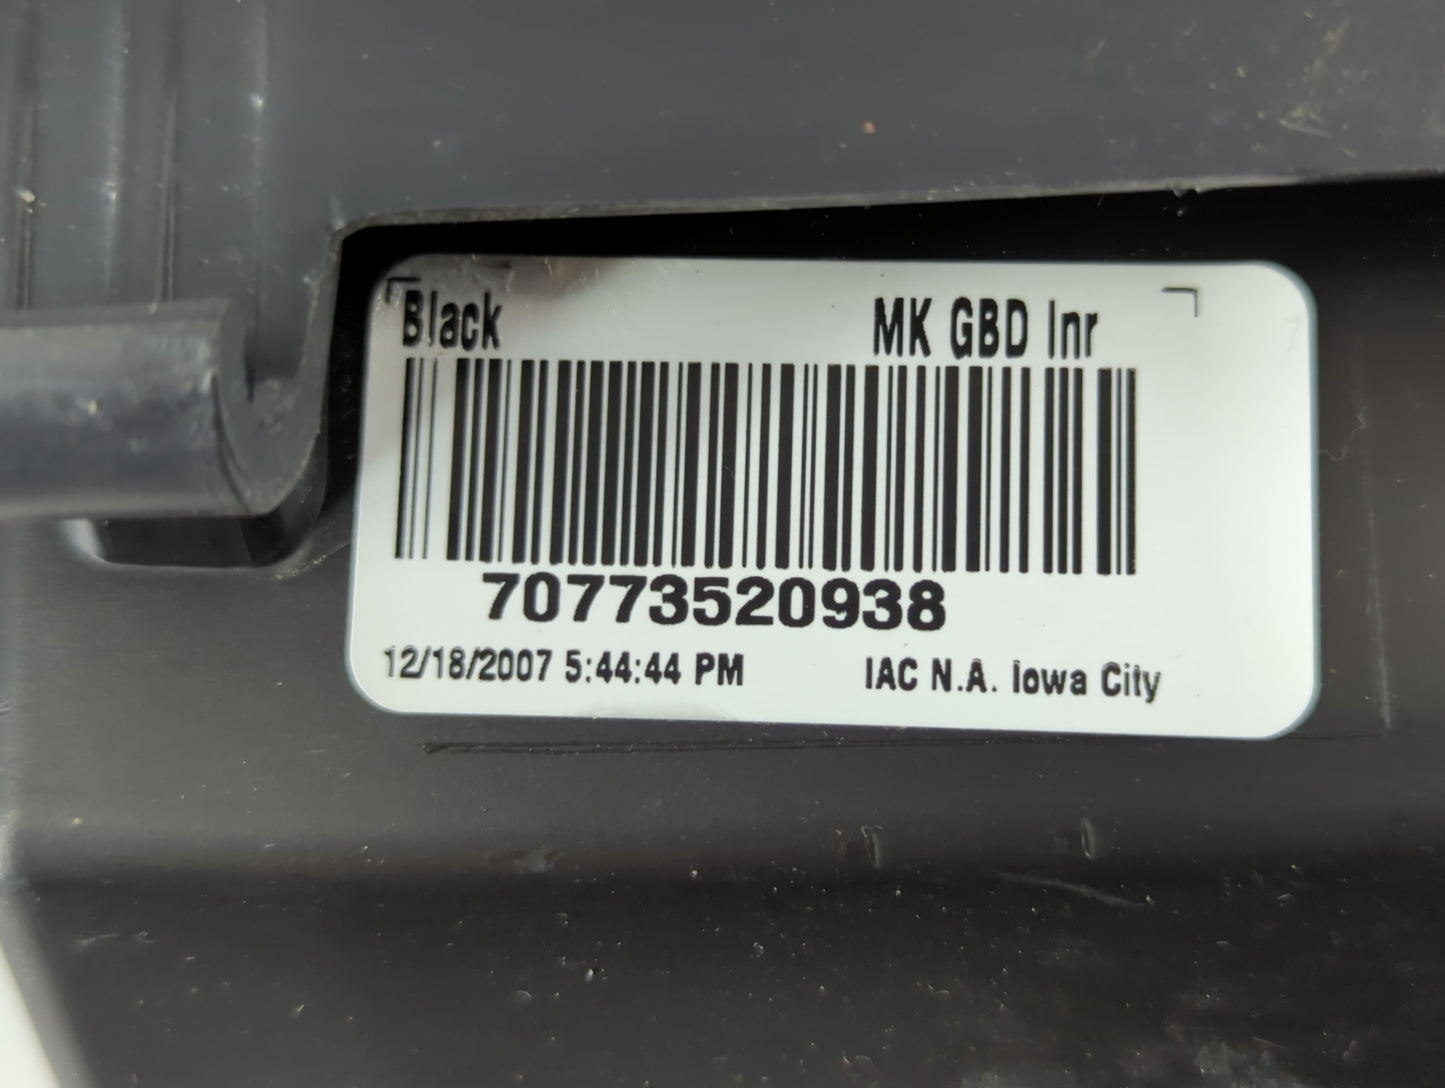 Black MK GBD Inr
70773520938
12/18/2007 5:44:44 PM IAC N.A. Iowa City